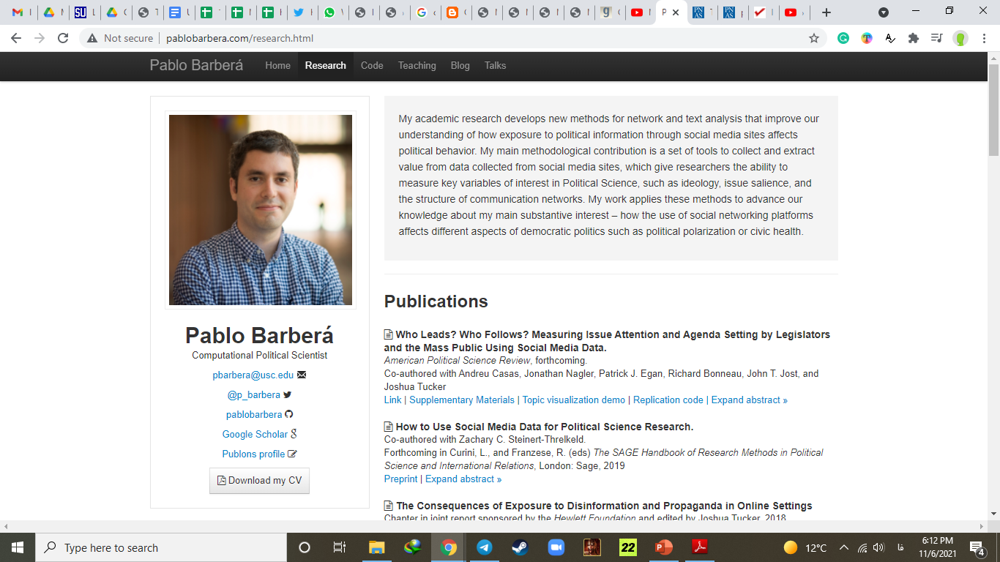 Not secure
pablobarbera.com/research.html
Pablo Barberá
Home
Research
Code
Teaching
Blog
Talks
My academic research develops new methods for network and text analysis that improve our
understanding of how exposure to political information through social media sites affects
political behavior. My main methodological contribution is a set of tools to collect and extract
value from data collected from social media sites, which give researchers the ability to
measure key variables of interest in Political Science, such as ideology, issue salience, and
the structure of communication networks. My work applies these methods to advance our
knowledge about my main substantive interest – how the use of social networking platforms
affects different aspects of democratic politics such as political polarization or civic health.
Pablo Barberá
Computational Political Scientist
pbarbera@usc.edu
@p_barbera
pablobarbera
Google Scholar
Publons profile
Download my CV
Publications
Who Leads? Who Follows? Measuring Issue Attention and Agenda Setting by Legislators
and the Mass Public Using Social Media Data.
American Political Science Review, forthcoming.
Co-authored with Andreu Casas, Jonathan Nagler, Patrick J. Egan, Richard Bonneau, John T. Jost, and
Joshua Tucker
Link | Supplementary Materials | Topic visualization demo | Replication code | Expand abstract »
How to Use Social Media Data for Political Science Research.
Co-authored with Zachary C. Steinert-Threlkeld.
Forthcoming in Curini, L., and Franzese, R. (eds) The SAGE Handbook of Research Methods in Political
Science and International Relations, London: Sage, 2019
Preprint | Expand abstract »
The Consequences of Exposure to Disinformation and Propaganda in Online Settings
Chapter in joint report sponsored by the Hewlett Foundation and edited by Joshua Tucker, 2018
Type here to search
22
12°C
فا
6:12 PM
11/6/2021
4